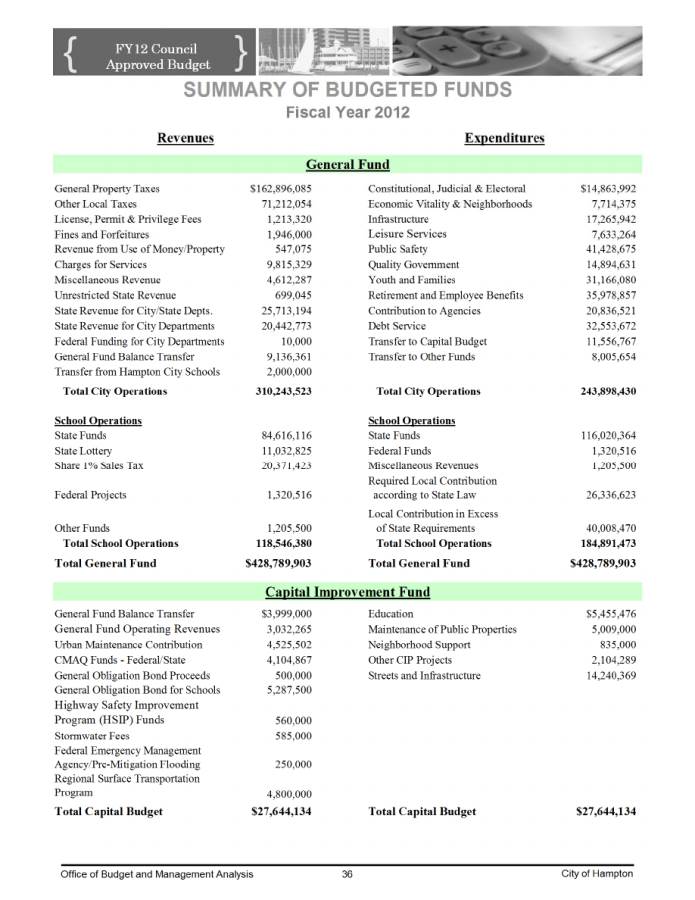 FY12 Council
Approved Budget
SUMMARY OF BUDGETED FUNDS
Fiscal Year 2012
Revenues Expenditures
General Fund
General Property Taxes $162,896,085 Constitutional, Judicial & Electoral $14,863,992
Other Local Taxes 71,212,054 Economic Vitality & Neighborhoods 7,714,375
License, Permit & Privilege Fees 1,213,320 Infrastructure 17,265,942
Fines and Forfeitures 1,946,000 Leisure Services 7,633,264
Revenue from Use of Money/Property 547,075 Public Safety 41,428,675
Charges for Services 9,815,329 Quality Government 14,894,631
Miscellaneous Revenue 4,612,287 Youth and Families 31,166,080
Unrestricted State Revenue 699,045 Retirement and Employee Benefits 35,978,857
State Revenue for City/State Depts. 25,713,194 Contribution to Agencies 20,836,521
State Revenue for City Departments 20,442,773 Debt Service 32,553,672
Federal Funding for City Departments 10,000 Transfer to Capital Budget 11,556,767
General Fund Balance Transfer 9,136,361 Transfer to Other Funds 8,005,654
Transfer from Hampton City Schools 2,000,000
Total City Operations 310,243,523 Total City Operations 243,898,430
School Operations School Operations
State Funds 84,616,116 State Funds 116,020,364
State Lottery 11,032,825 Federal Funds 1,320,516
Share 1% Sales Tax 20,371,423 Miscellaneous Revenues 1,205,500
Required Local Contribution
Federal Projects 1,320,516 according to State Law 26,336,623
Local Contribution in Excess
Other Funds 1,205,500 of State Requirements 40,008,470
Total School Operations 118,546,380 Total School Operations 184,891,473
Total General Fund $428,789,903 Total General Fund $428,789,903
Capital Improvement Fund
General Fund Balance Transfer $3,999,000 Education $5,455,476
General Fund Operating Revenues 3,032,265 Maintenance of Public Properties 5,009,000
Urban Maintenance Contribution 4,525,502 Neighborhood Support 835,000
CMAQ Funds - Federal/State 4,104,867 Other CIP Projects 2,104,289
General Obligation Bond Proceeds 500,000 Streets and Infrastructure 14,240,369
General Obligation Bond for Schools 5,287,500
Highway Safety Improvement
Program (HSIP) Funds 560,000
Stormwater Fees 585,000
Federal Emergency Management
Agency/Pre-Mitigation Flooding 250,000
Regional Surface Transportation
Program 4,800,000
Total Capital Budget $27,644,134 Total Capital Budget $27,644,134
Office of Budget and Management Analysis 36 City of Hampton